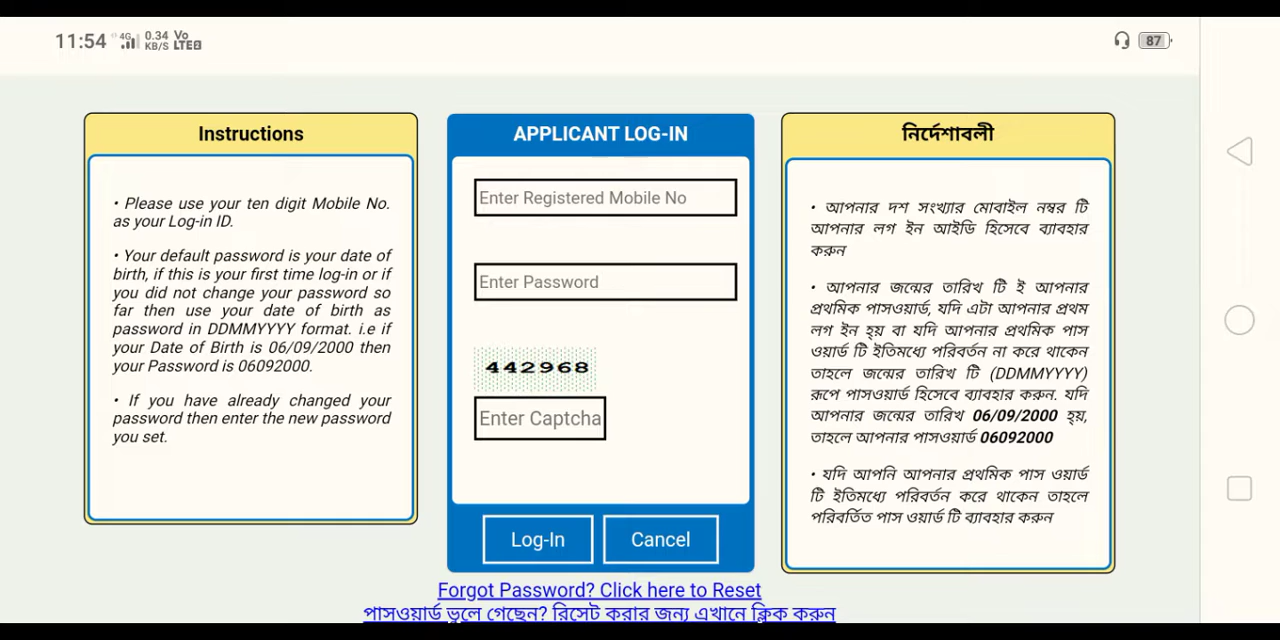 11:54 4G 0.34 KB/S Vo LTE2 87
Instructions
• Please use your ten digit Mobile No.
as your Log-in ID.
• Your default password is your date of
birth, if this is your first time log-in or if
you did not change your password so
far then use your date of birth as
password in DDMMYYYY format. i.e if
your Date of Birth is 06/09/2000 then
your Password is 06092000.
• If you have already changed your
password then enter the new password
you set.
APPLICANT LOG-IN
Enter Registered Mobile No
Enter Password
442968
Enter Captcha
Log-In Cancel
Forgot Password? Click here to Reset
পাসওয়ার্ড ভুলে গেছেন? রিসেট করার জন্য এখানে ক্লিক করুন
নির্দেশাবলী
• আপনার দশ সংখ্যার মোবাইল নম্বর টি
আপনার লগ ইন আইডি হিসেবে ব্যাবহার
করুন
• আপনার জন্মের তারিখ টি ই আপনার
প্রথমিক পাসওয়ার্ড, যদি এটা আপনার প্রথম
লগ ইন হ্য় বা যদি আপনার প্রাথমিক পাস
ওয়ার্ড টি ইতিমধ্যে পরিবর্তন না করে থাকেন
তাহলে জন্মের তারিখ টি (DDMMYYYY)
রূপে পাসওয়ার্ড হিসেবে ব্যাবহার করুন. যদি
আপনার জন্মের তারিখ 06/09/2000 হ্য়,
তাহলে আপনার পাসওয়ার্ড 06092000
• যদি আপনি আপনার প্রথমিক পাস ওয়ার্ড
টি ইতিমধ্যে পরিবর্তন করে থাকেন তাহলে
পরিবর্তিত পাস ওয়ার্ড টি ব্যাবহার করুন